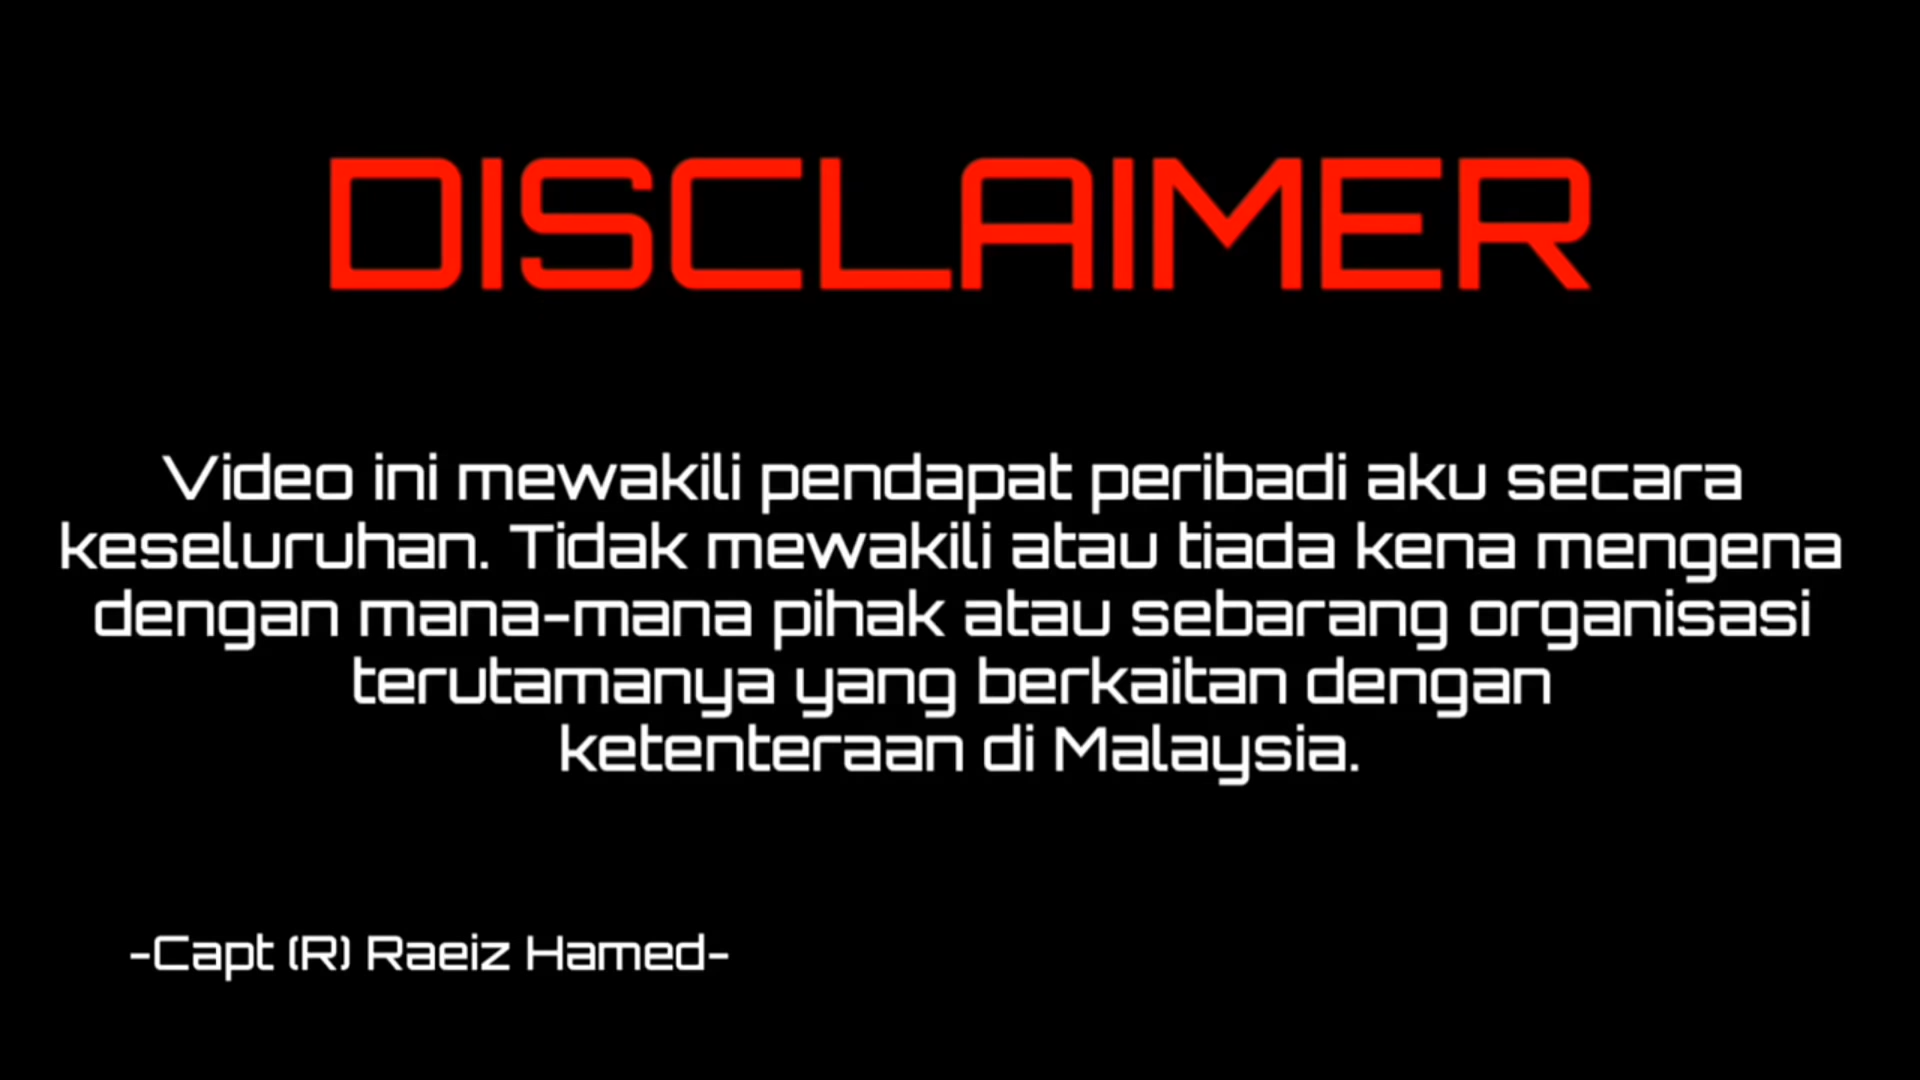 DISCLAIMER
Video ini mewakili pendapat peribadi aku secara
keseluruhan. Tidak mewakili atau tiada kena mengena
dengan mana-mana pihak atau sebarang organisasi
terutamanya yang berkaitan dengan
ketenteraan di Malaysia.
-Capt (R) Raeiz Hamed-